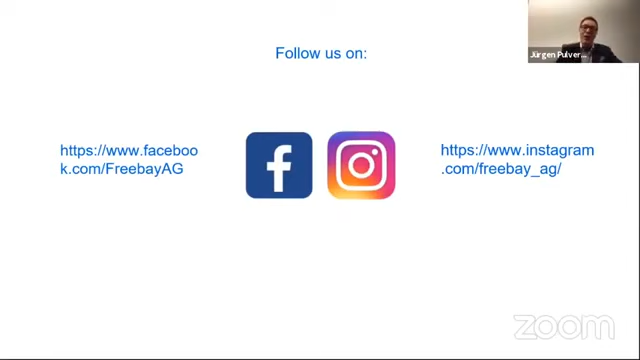 Jürgen Pulver...
Follow us on:
https://www.faceboo
k.com/FreebayAG
https://www.instagram
.com/freebay_ag/
zoom